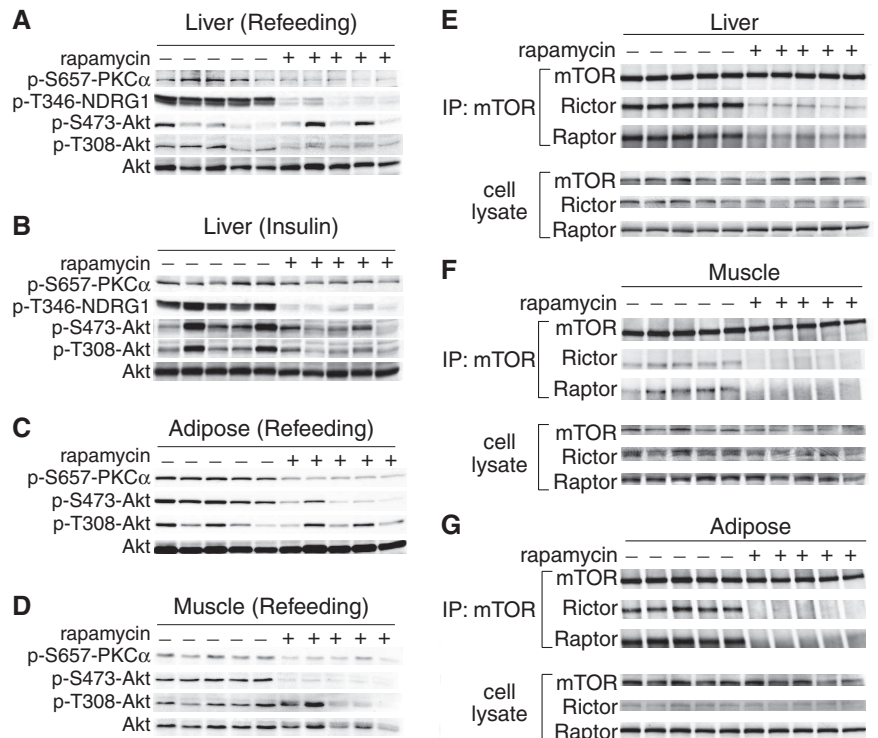 A
Liver (Refeeding)
rapamycin – – – – – + + + + +
p-S657-PKCα
p-T346-NDRG1
p-S473-Akt
p-T308-Akt
Akt
B
Liver (Insulin)
rapamycin – – – – – + + + + +
p-S657-PKCα
p-T346-NDRG1
p-S473-Akt
p-T308-Akt
Akt
C
Adipose (Refeeding)
rapamycin – – – – – + + + + +
p-S657-PKCα
p-S473-Akt
p-T308-Akt
Akt
D
Muscle (Refeeding)
rapamycin – – – – – + + + + +
p-S657-PKCα
p-S473-Akt
p-T308-Akt
Akt
E
Liver
rapamycin – – – – – + + + + +
IP: mTOR
mTOR
Rictor
Raptor
cell
lysate
mTOR
Rictor
Raptor
F
Muscle
rapamycin – – – – – + + + + +
IP: mTOR
mTOR
Rictor
Raptor
cell
lysate
mTOR
Rictor
Raptor
G
Adipose
rapamycin – – – – – + + + + +
IP: mTOR
mTOR
Rictor
Raptor
cell
lysate
mTOR
Rictor
Raptor